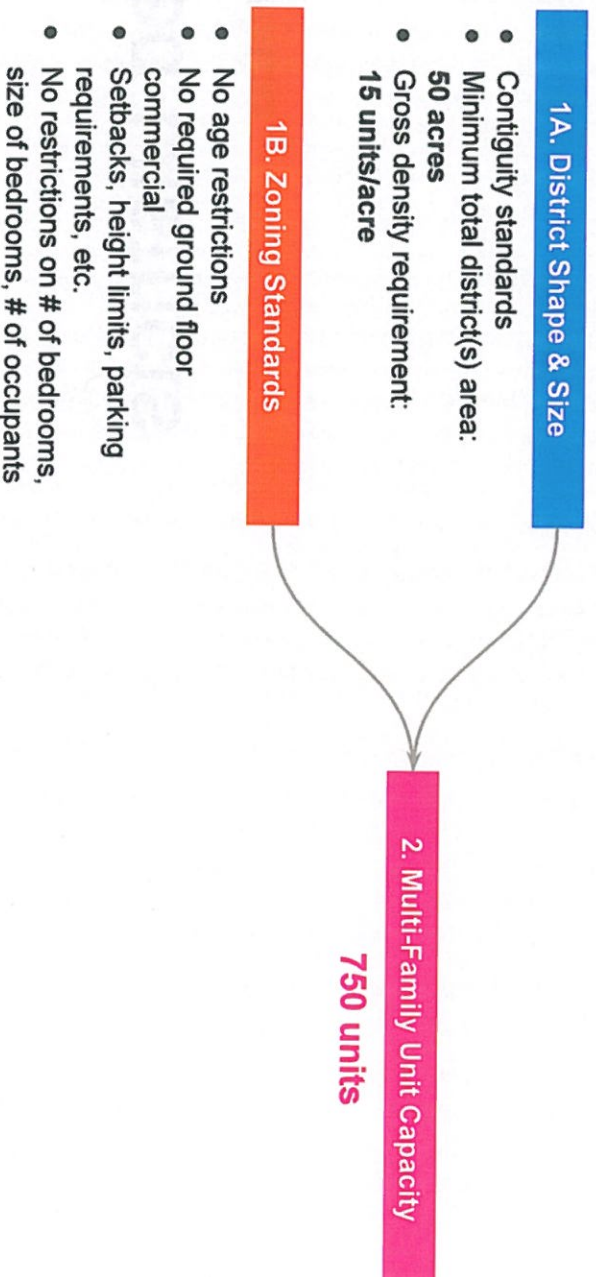 1A. District Shape & Size
• Contiguity standards
• Minimum total district(s) area:
50 acres
• Gross density requirement:
15 units/acre
1B. Zoning Standards
• No age restrictions
• No required ground floor
commercial
• Setbacks, height limits, parking
requirements, etc.
• No restrictions on # of bedrooms,
size of bedrooms, # of occupants
2. Multi-Family Unit Capacity
750 units